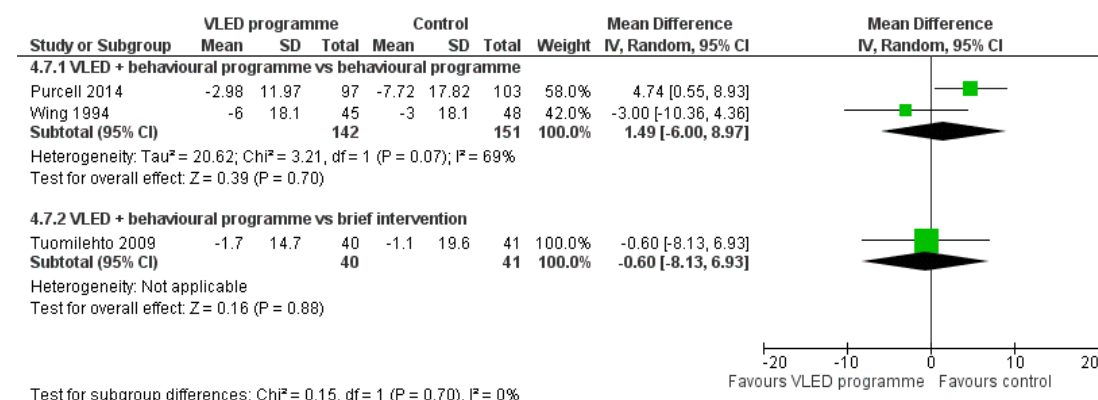 VLED programme Control Mean Difference Mean Difference
Study or Subgroup Mean SD Total Mean SD Total Weight IV, Random, 95% CI IV, Random, 95% CI
4.7.1 VLED + behavioural programme vs behavioural programme
Purcell 2014 -2.98 11.97 97 -7.72 17.82 103 58.0% 4.74 [0.55, 8.93]
Wing 1994 -6 18.1 45 -3 18.1 48 42.0% -3.00 [-10.36, 4.36]
Subtotal (95% CI) 142 151 100.0% 1.49 [-6.00, 8.97]
Heterogeneity: Tau² = 20.62; Chi² = 3.21, df = 1 (P = 0.07); I² = 69%
Test for overall effect: Z = 0.39 (P = 0.70)
4.7.2 VLED + behavioural programme vs brief intervention
Tuomilehto 2009 -1.7 14.7 40 -1.1 19.6 41 100.0% -0.60 [-8.13, 6.93]
Subtotal (95% CI) 40 41 100.0% -0.60 [-8.13, 6.93]
Heterogeneity: Not applicable
Test for overall effect: Z = 0.16 (P = 0.88)
-20 -10 0 10 20
Favours VLED programme Favours control
Test for subgroup differences: Chi² = 0.15, df = 1 (P = 0.70), I² = 0%